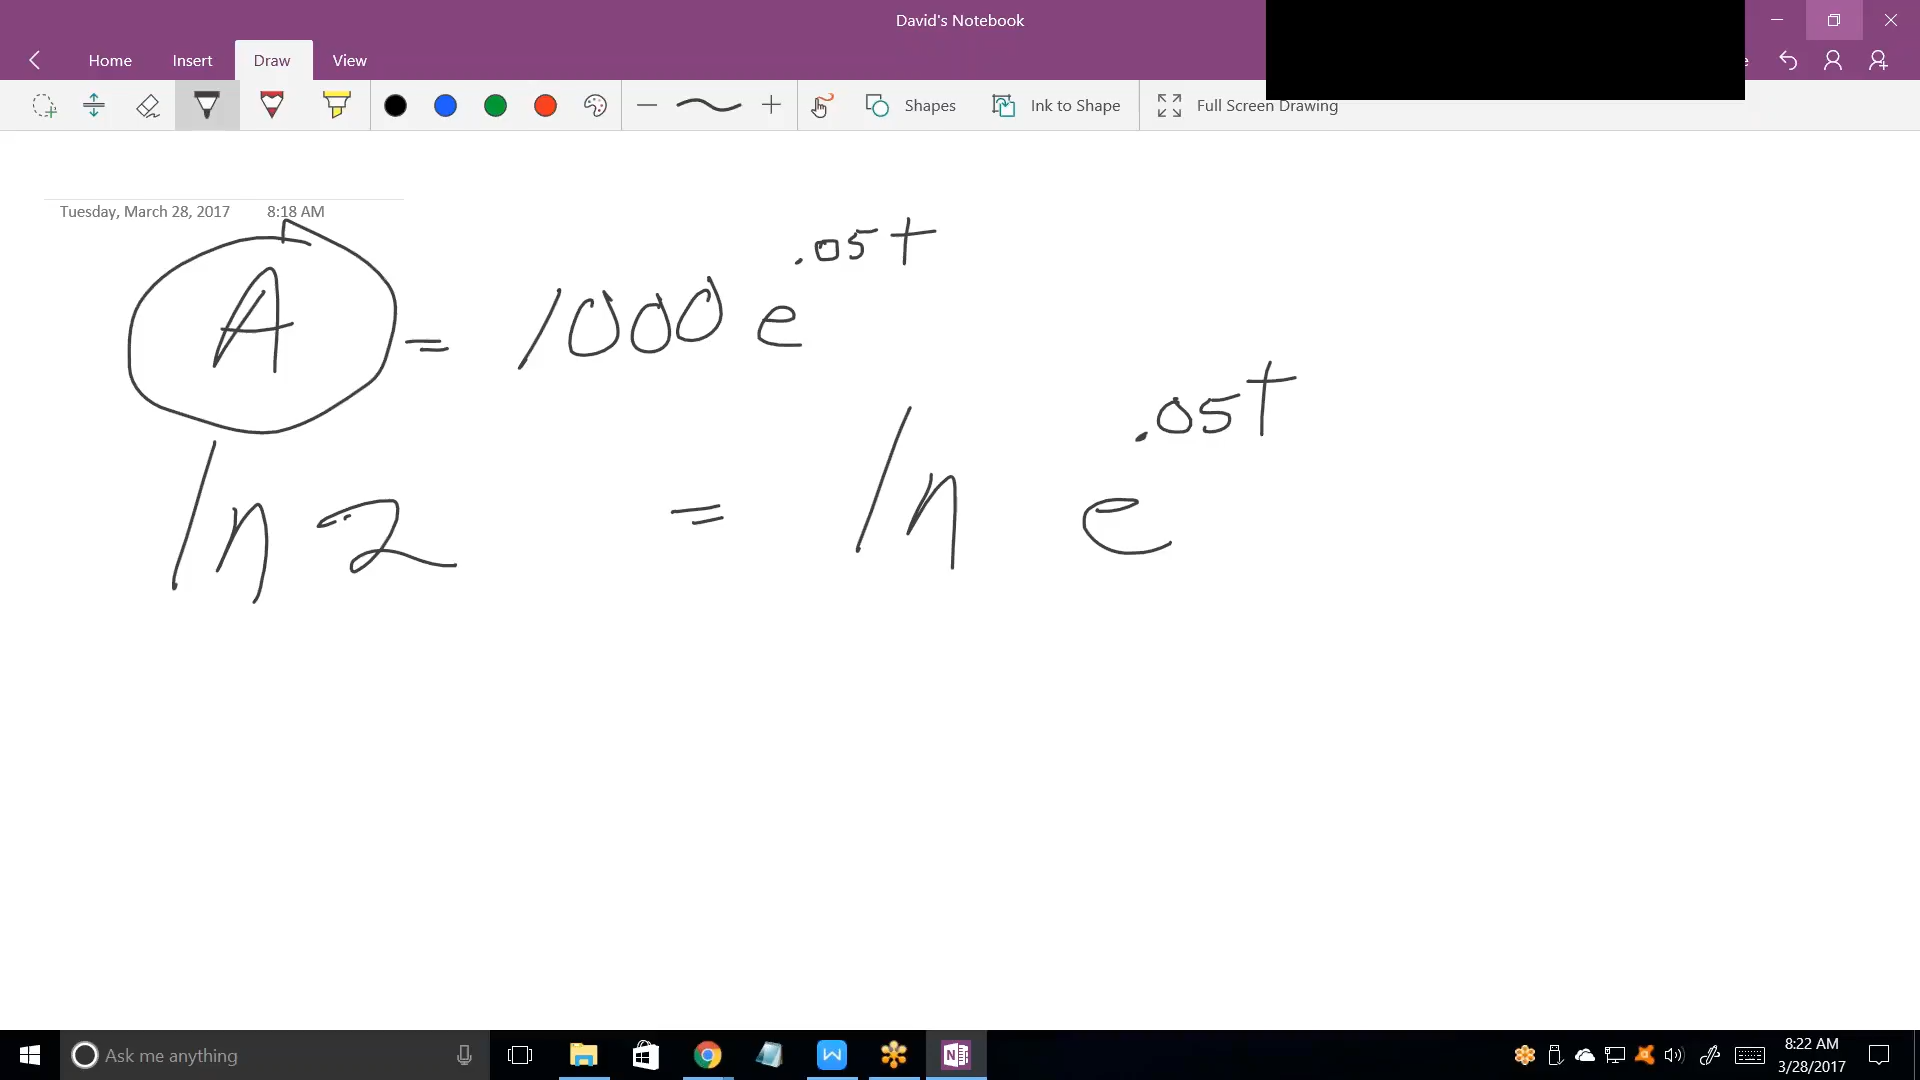 David's Notebook
Home Insert Draw View
Shapes Ink to Shape Full Screen Drawing
Tuesday, March 28, 2017 8:18 AM
A = 1000 e^.05t
ln 2 = ln e^.05t
Ask me anything
8:22 AM
3/28/2017